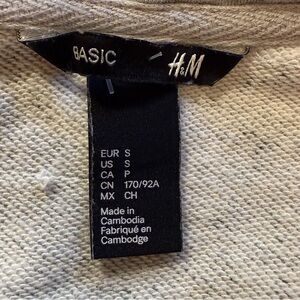 BASIC H&M
EUR S
US S
CA P
CN 170/92A
MX CH
Made in
Cambodia
Fabriqué en
Cambodge